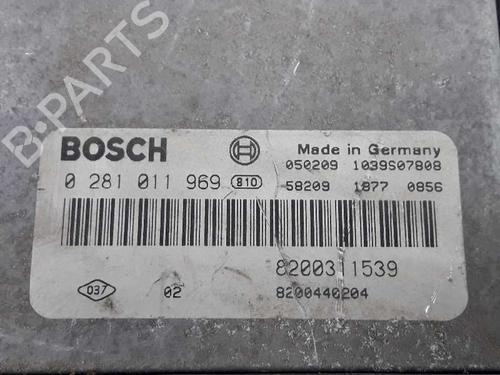 B-PARTS
BOSCH Made in Germany
050209 1039S07808
0 281 011 969 810 58209 1877 0856
8200311539
037 02 8200440204